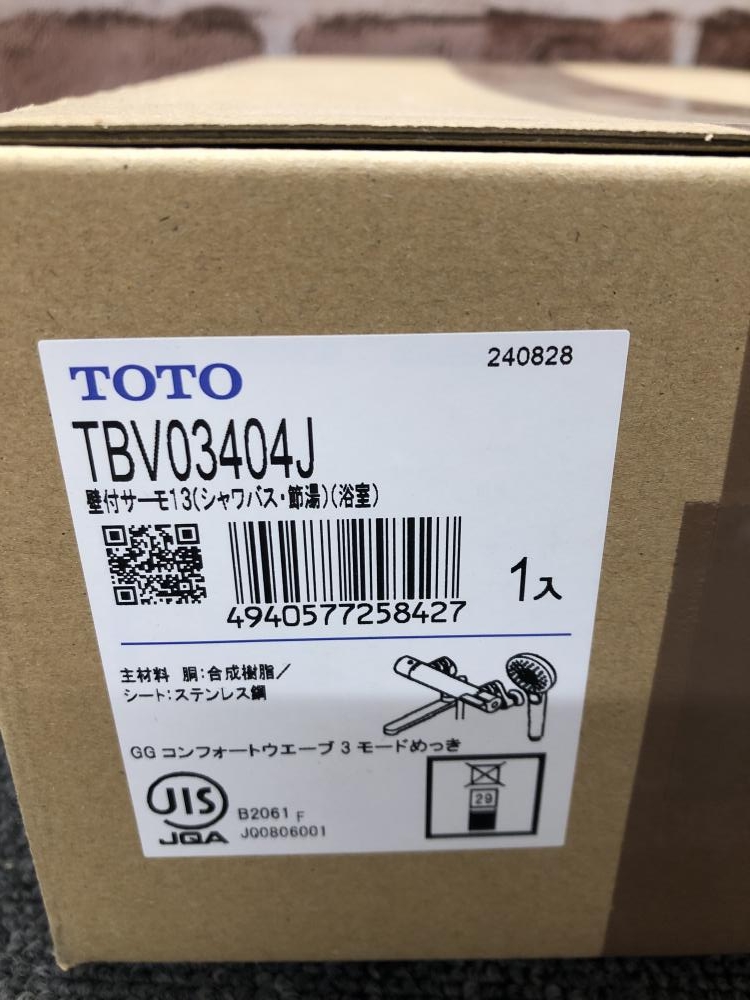 240828
TOTO
TBV03404J
壁付サーモ13(シャワバス・節湯)(浴室)
4940577258427
1入
主材料 胴:合成樹脂/
シート:ステンレス鋼
GG コンフォートウエーブ 3 モードめっき
JIS
JQA
B2061 F
JQ0806001
29